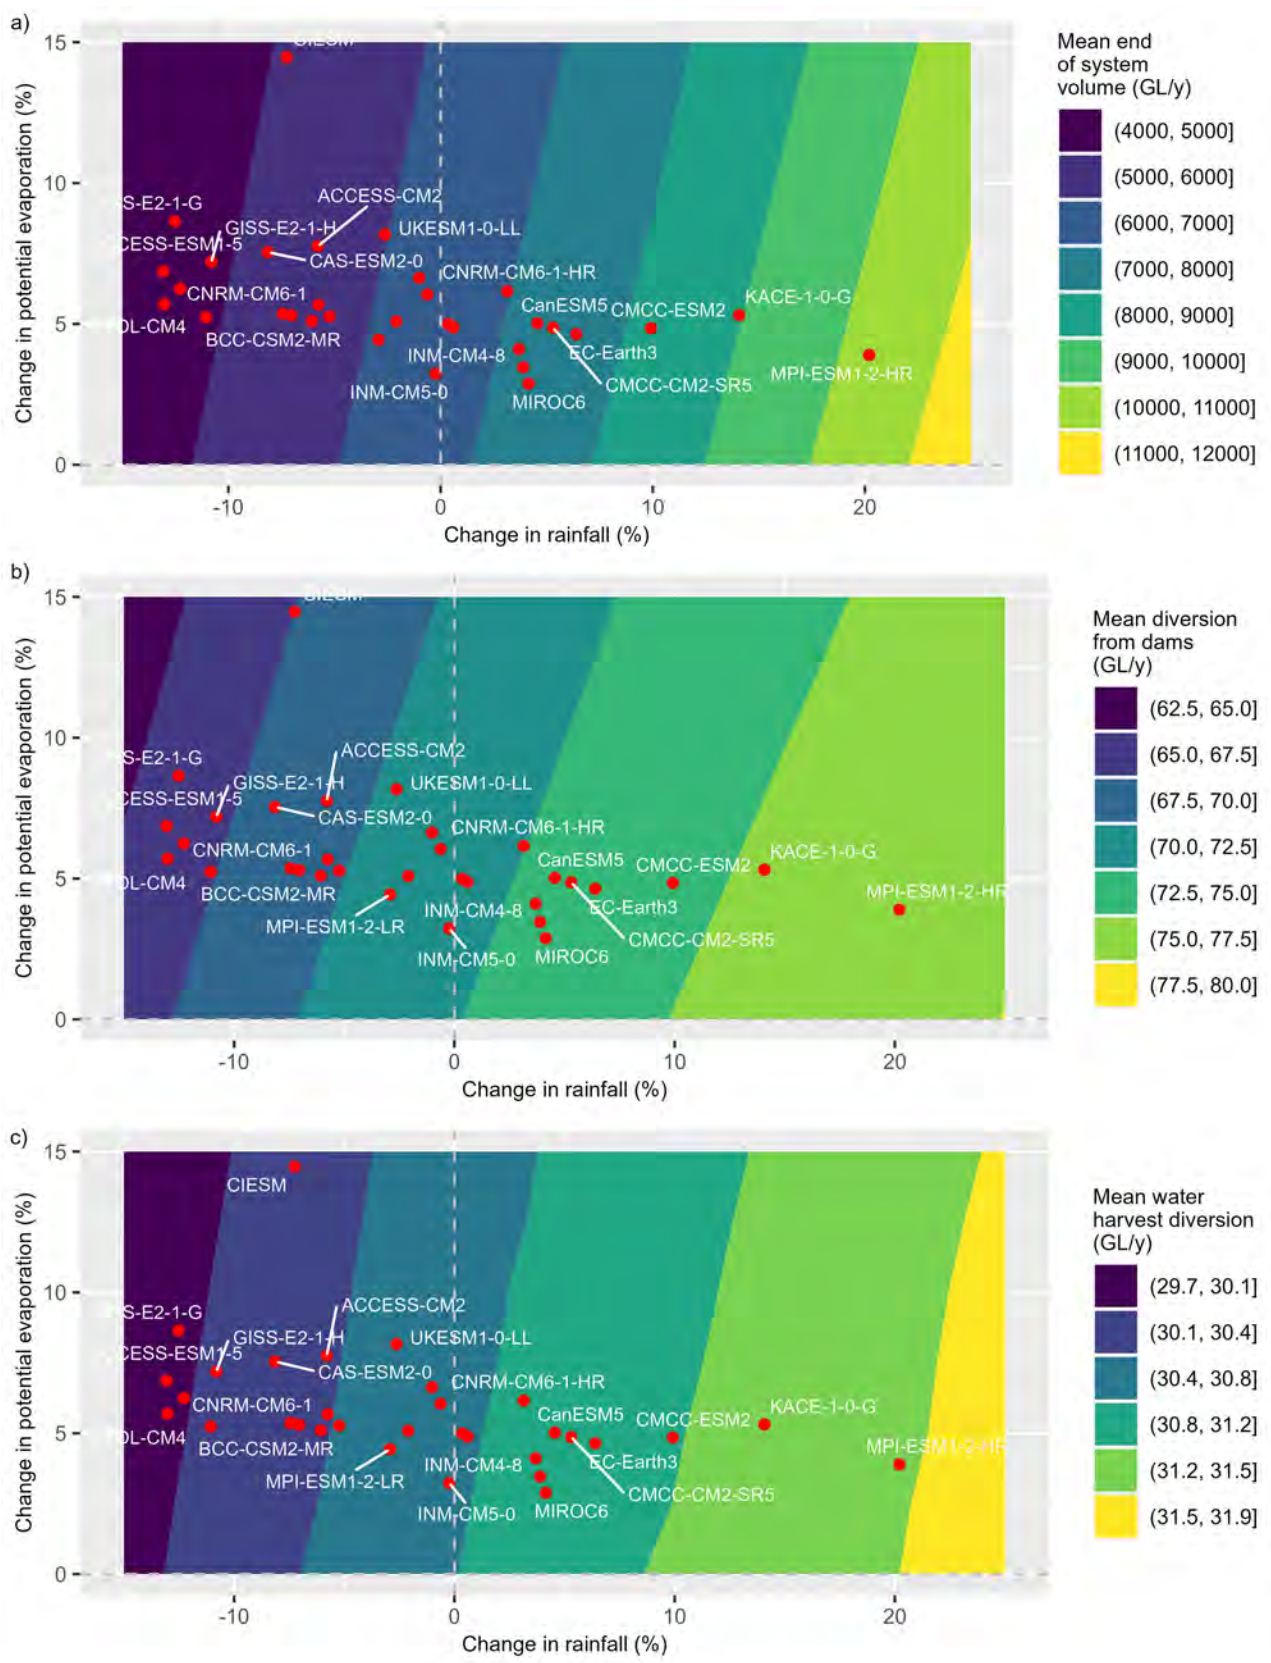 a)
15
10
5
0
Change in potential evaporation (%)
CIESM
S-E2-1-G
ACCESS-CM2
GISS-E2-1-H
UKESM1-0-LL
CESS-ESM1-5
CAS-ESM2-0
CNRM-CM6-1-HR
CNRM-CM6-1
CanESM5
CMCC-ESM2
KACE-1-0-G
OL-CM4
BCC-CSM2-MR
INM-CM4-8
EC-Earth3
MPI-ESM1-2-HR
INM-CM5-0
CMCC-CM2-SR5
MIROC6
-10
0
10
20
Change in rainfall (%)
Mean end
of system
volume (GL/y)
(4000, 5000]
(5000, 6000]
(6000, 7000]
(7000, 8000]
(8000, 9000]
(9000, 10000]
(10000, 11000]
(11000, 12000]
b)
15
10
5
0
Change in potential evaporation (%)
CIESM
S-E2-1-G
ACCESS-CM2
GISS-E2-1-H
UKESM1-0-LL
CESS-ESM1-5
CAS-ESM2-0
CNRM-CM6-1-HR
CNRM-CM6-1
CanESM5
CMCC-ESM2
KACE-1-0-G
OL-CM4
BCC-CSM2-MR
MPI-ESM1-2-HR
MPI-ESM1-2-LR
INM-CM4-8
EC-Earth3
CMCC-CM2-SR5
INM-CM5-0
MIROC6
-10
0
10
20
Change in rainfall (%)
Mean diversion
from dams
(GL/y)
(62.5, 65.0]
(65.0, 67.5]
(67.5, 70.0]
(70.0, 72.5]
(72.5, 75.0]
(75.0, 77.5]
(77.5, 80.0]
c)
15
10
5
0
Change in potential evaporation (%)
CIESM
S-E2-1-G
ACCESS-CM2
GISS-E2-1-H
UKESM1-0-LL
CESS-ESM1-5
CAS-ESM2-0
CNRM-CM6-1-HR
CNRM-CM6-1
CanESM5
CMCC-ESM2
KACE-1-0-G
OL-CM4
BCC-CSM2-MR
MPI-ESM1-2-HR
MPI-ESM1-2-LR
INM-CM4-8
EC-Earth3
CMCC-CM2-SR5
INM-CM5-0
MIROC6
-10
0
10
20
Change in rainfall (%)
Mean water
harvest diversion
(GL/y)
(29.7, 30.1]
(30.1, 30.4]
(30.4, 30.8]
(30.8, 31.2]
(31.2, 31.5]
(31.5, 31.9]